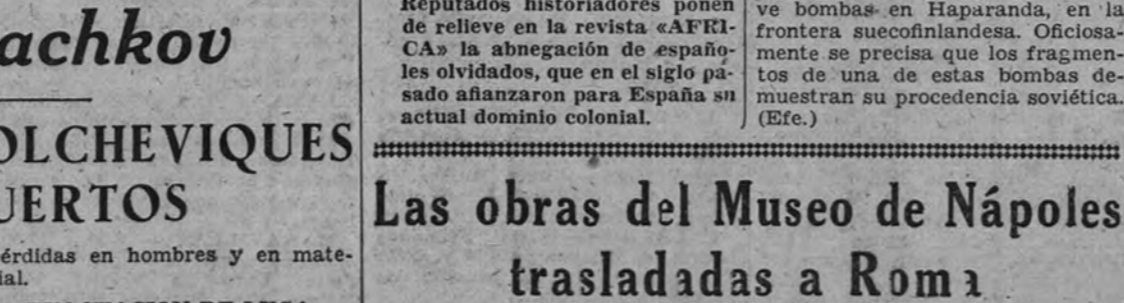 achkov
OLCHEVIQUES
UERTOS
érdidas en hombres y en mate-
ial.
Reputados historiadores ponen
de relieve en la revista «AFRI-
CA» la abnegación de españo-
les olvidados, que en el siglo pa-
sado afianzaron para España su
actual dominio colonial.
ve bombas en Haparanda, en la
frontera suecofinlandesa. Oficiosa-
mente se precisa que los fragmen-
tos de una de estas bombas de-
muestran su procedencia soviética.
(Efe.)
Las obras del Museo de Nápoles
trasladadas a Roma